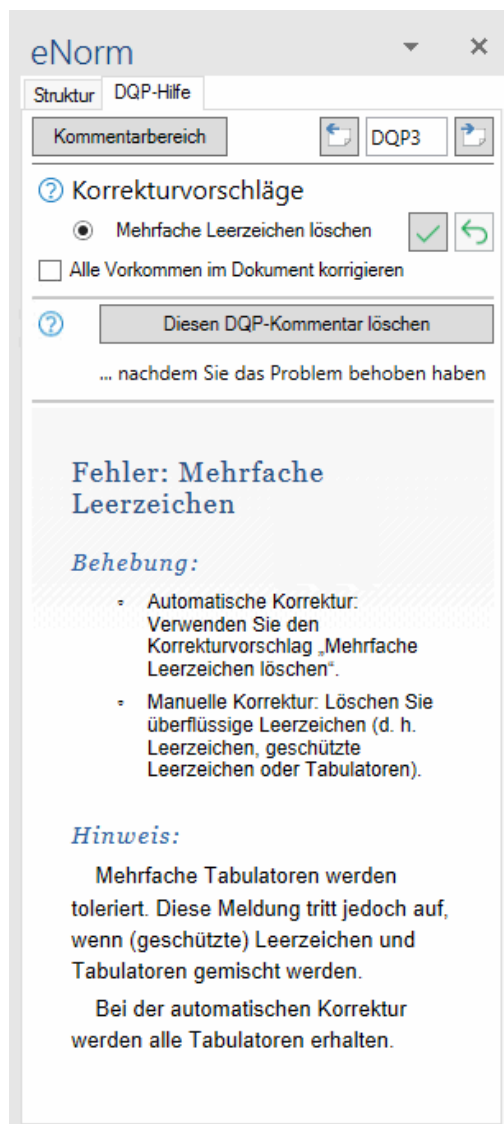 eNorm
Struktur DQP-Hilfe
Kommentarbereich DQP3
Korrekturvorschläge
Mehrfache Leerzeichen löschen
Alle Vorkommen im Dokument korrigieren
Diesen DQP-Kommentar löschen
... nachdem Sie das Problem behoben haben
Fehler: Mehrfache
Leerzeichen
Behebung:
Automatische Korrektur:
Verwenden Sie den
Korrekturvorschlag „Mehrfache
Leerzeichen löschen“.
Manuelle Korrektur: Löschen Sie
überflüssige Leerzeichen (d. h.
Leerzeichen, geschützte
Leerzeichen oder Tabulatoren).
Hinweis:
Mehrfache Tabulatoren werden
toleriert. Diese Meldung tritt jedoch auf,
wenn (geschützte) Leerzeichen und
Tabulatoren gemischt werden.
Bei der automatischen Korrektur
werden alle Tabulatoren erhalten.